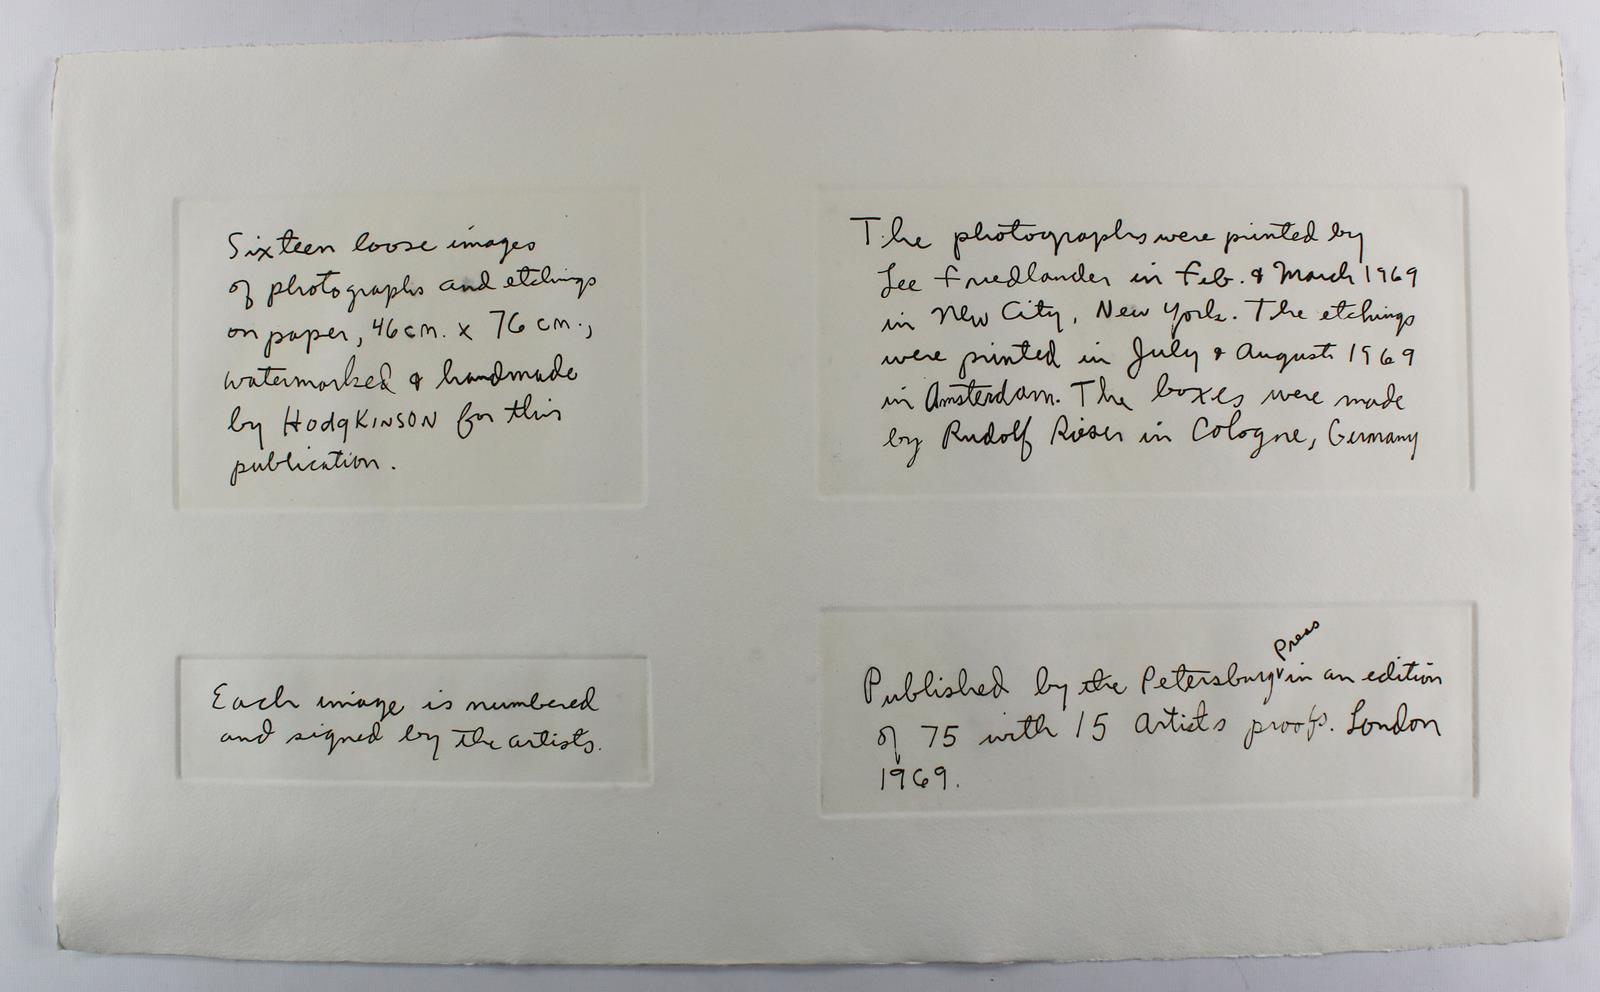 Sixteen loose images
of photographs and etchings
on paper, 46cm. x 76cm.,
watermarked & handmade
by HodgKINSON for this
publication.
Each image is numbered
and signed by the artists.
The photographs were printed by
Lee Friedlander in Feb. & March 1969
in New City, New York. The etchings
were printed in July & August 1969
in Amsterdam. The boxes were made
by Rudolf Rieser in Cologne, Germany
Press
Published by the Petersburg in an edition
of 75 with 15 Artists proofs. London
1969.